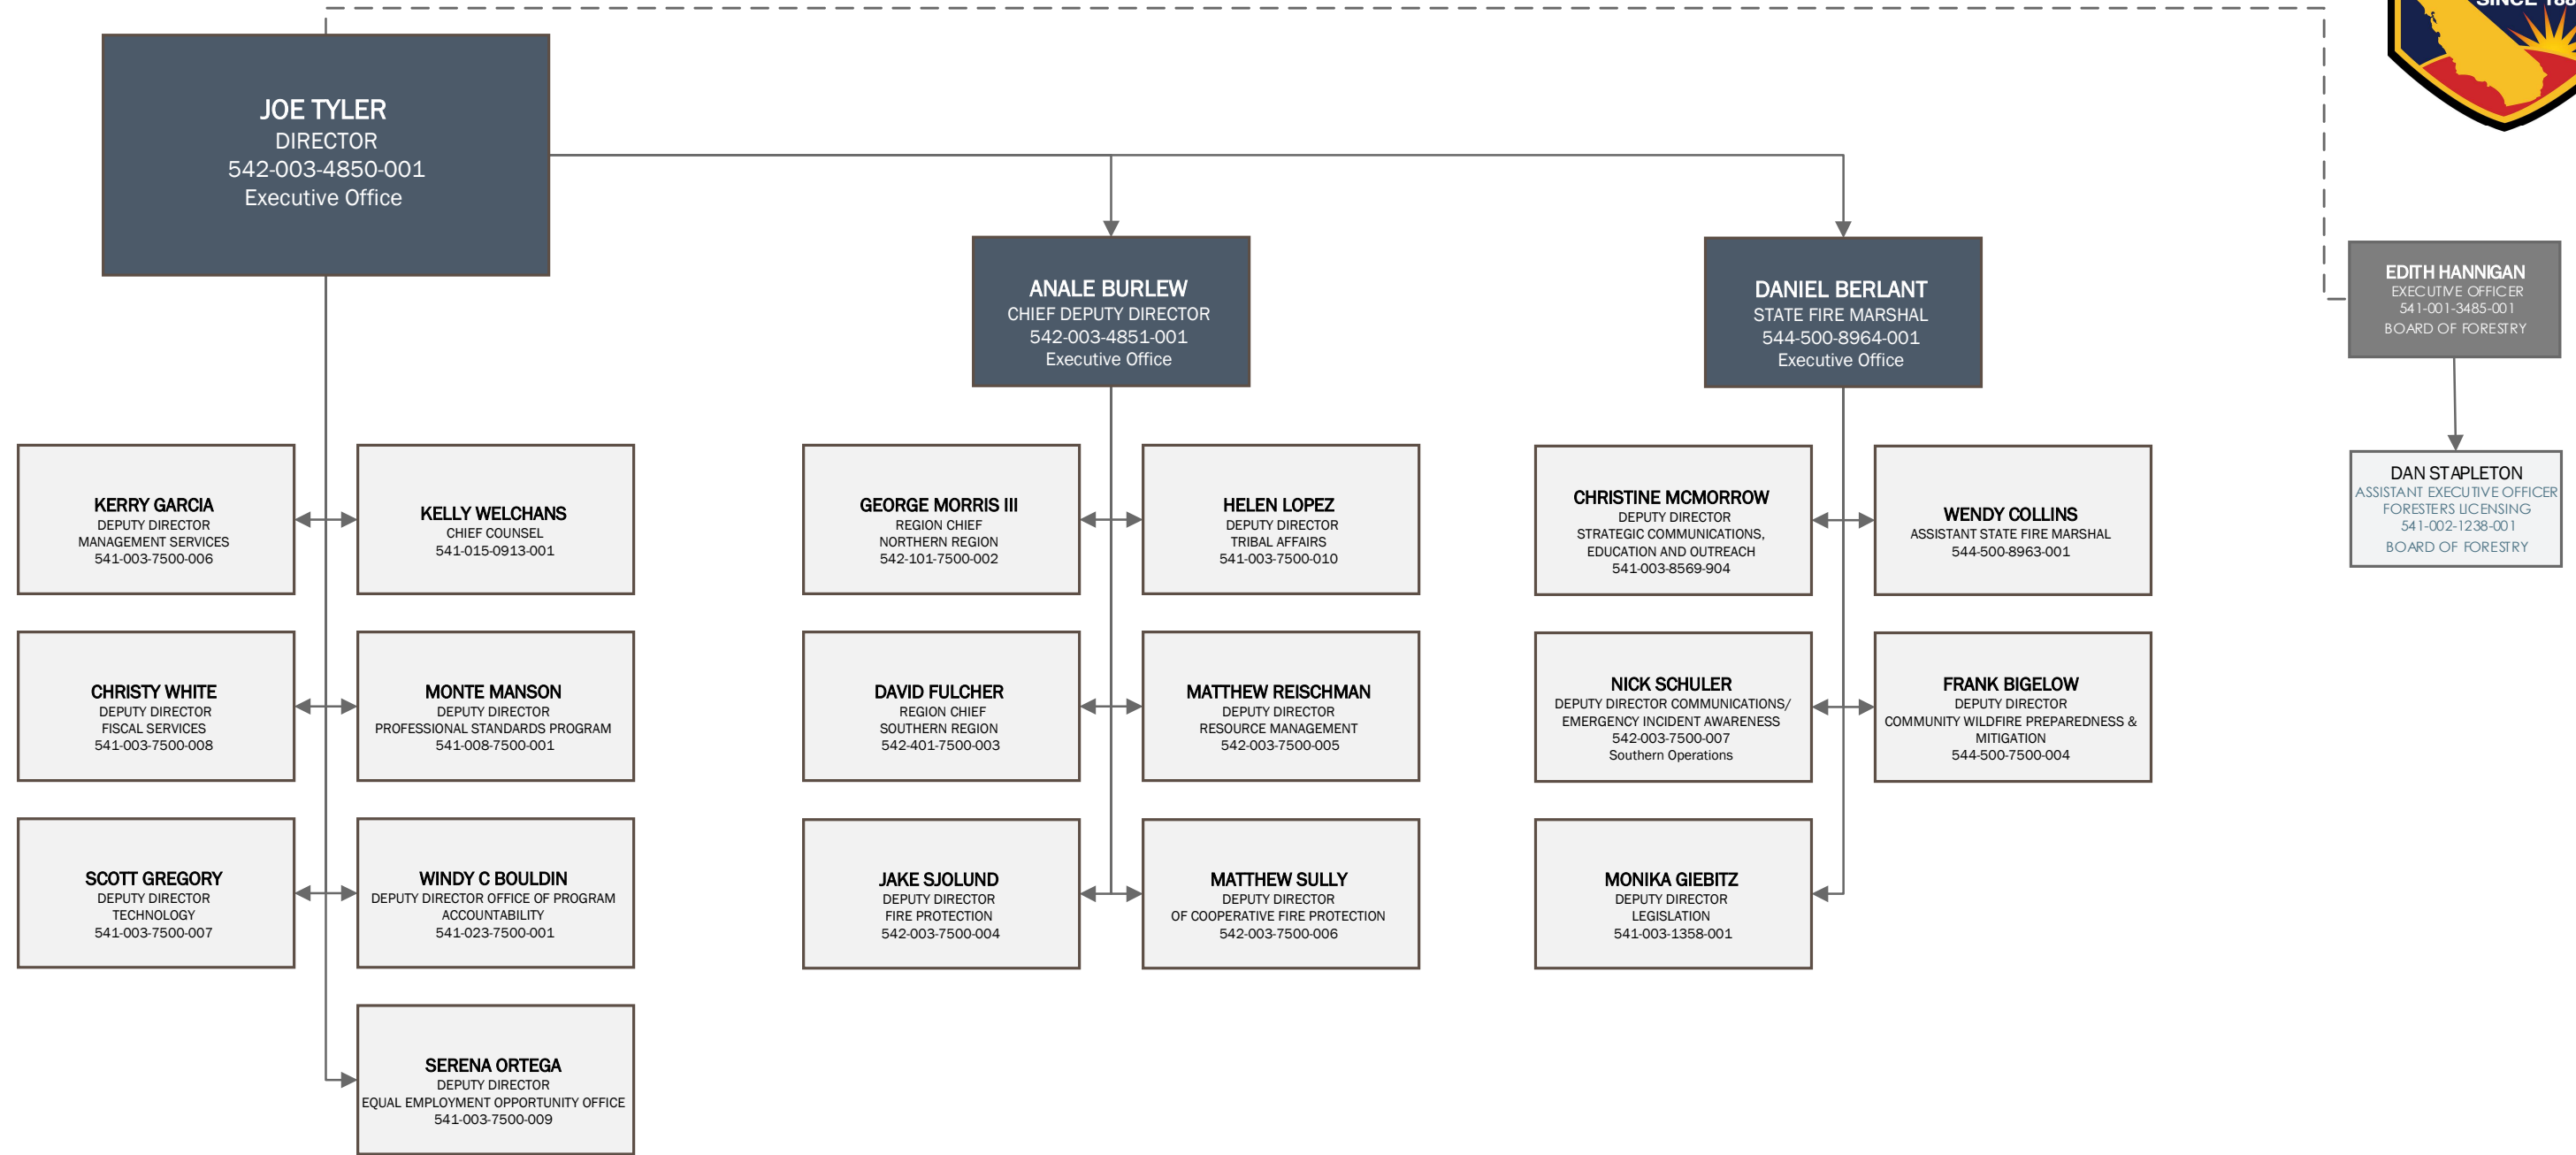 SINCE 188
JOE TYLER
DIRECTOR
542-003-4850-001
Executive Office
ANALE BURLEW
CHIEF DEPUTY DIRECTOR
542-003-4851-001
Executive Office
DANIEL BERLANT
STATE FIRE MARSHAL
544-500-8964-001
Executive Office
EDITH HANNIGAN
EXECUTIVE OFFICER
541-001-3485-001
BOARD OF FORESTRY
DAN STAPLETON
ASSISTANT EXECUTIVE OFFICER
FORESTERS LICENSING
541-002-1238-001
BOARD OF FORESTRY
KERRY GARCIA
DEPUTY DIRECTOR
MANAGEMENT SERVICES
541-003-7500-006
KELLY WELCHANS
CHIEF COUNSEL
541-015-0913-001
GEORGE MORRIS III
REGION CHIEF
NORTHERN REGION
542-101-7500-002
HELEN LOPEZ
DEPUTY DIRECTOR
TRIBAL AFFAIRS
541-003-7500-010
CHRISTINE MCMORROW
DEPUTY DIRECTOR
STRATEGIC COMMUNICATIONS,
EDUCATION AND OUTREACH
541-003-8569-904
WENDY COLLINS
ASSISTANT STATE FIRE MARSHAL
544-500-8963-001
CHRISTY WHITE
DEPUTY DIRECTOR
FISCAL SERVICES
541-003-7500-008
MONTE MANSON
DEPUTY DIRECTOR
PROFESSIONAL STANDARDS PROGRAM
541-008-7500-001
DAVID FULCHER
REGION CHIEF
SOUTHERN REGION
542-401-7500-003
MATTHEW REISCHMAN
DEPUTY DIRECTOR
RESOURCE MANAGEMENT
542-003-7500-005
NICK SCHULER
DEPUTY DIRECTOR COMMUNICATIONS/
EMERGENCY INCIDENT AWARENESS
542-003-7500-007
Southern Operations
FRANK BIGELOW
DEPUTY DIRECTOR
COMMUNITY WILDFIRE PREPAREDNESS &
MITIGATION
544-500-7500-004
SCOTT GREGORY
DEPUTY DIRECTOR
TECHNOLOGY
541-003-7500-007
WINDY C BOULDIN
DEPUTY DIRECTOR OFFICE OF PROGRAM
ACCOUNTABILITY
541-023-7500-001
JAKE SJOLUND
DEPUTY DIRECTOR
FIRE PROTECTION
542-003-7500-004
MATTHEW SULLY
DEPUTY DIRECTOR
OF COOPERATIVE FIRE PROTECTION
542-003-7500-006
MONIKA GIEBITZ
DEPUTY DIRECTOR
LEGISLATION
541-003-1358-001
SERENA ORTEGA
DEPUTY DIRECTOR
EQUAL EMPLOYMENT OPPORTUNITY OFFICE
541-003-7500-009